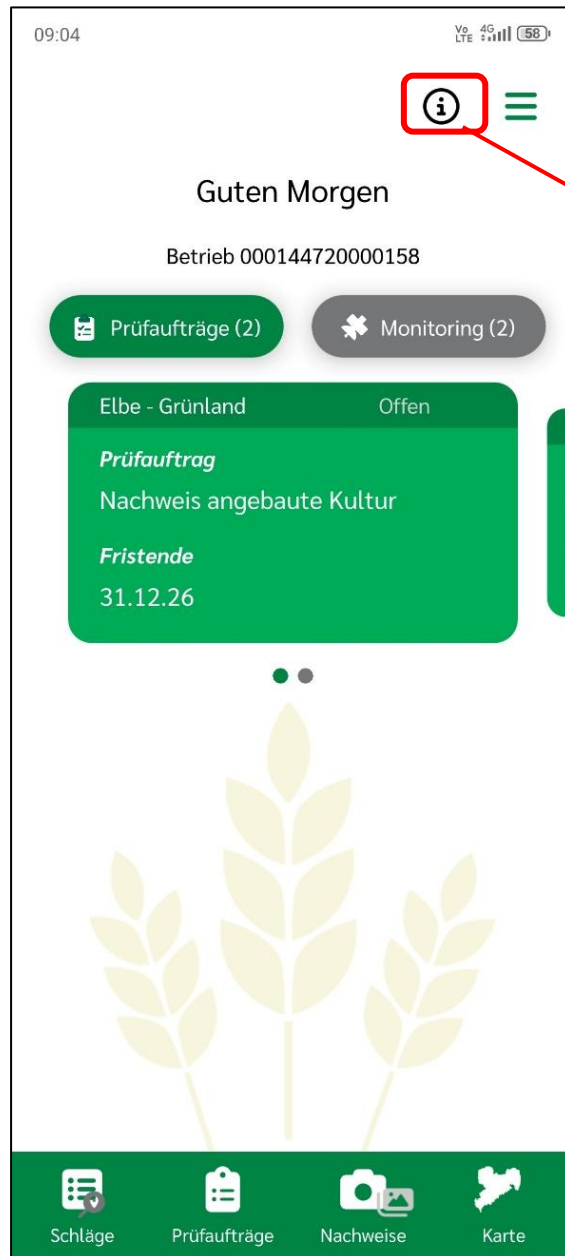 09:04
Vo LTE 4G 58
Guten Morgen
Betrieb 000144720000158
Prüfaufträge (2)
Monitoring (2)
Elbe - Grünland
Offen
Prüfauftrag
Nachweis angebaute Kultur
Fristende
31.12.26
Schläge
Prüfaufträge
Nachweise
Karte